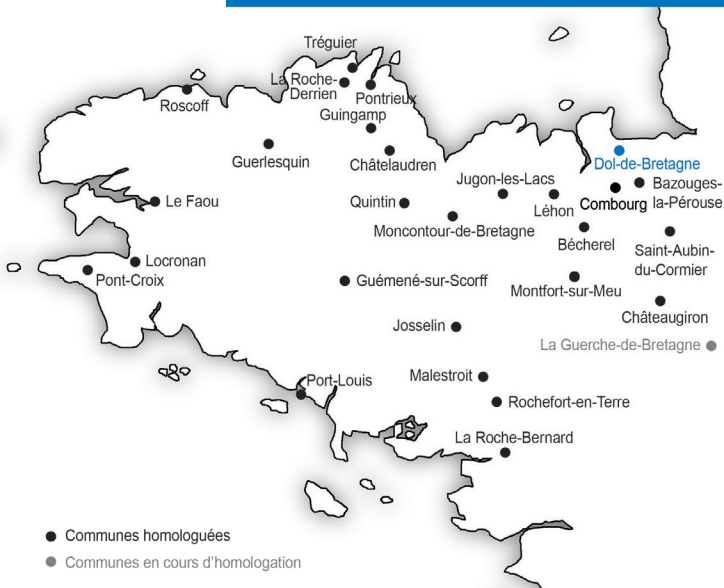 Tréguier
La Roche-
Derrien
Pontrieux
Roscoff
Guingamp
Guerlesquin
Châtelaudren
Dol-de-Bretagne
Jugon-les-Lacs
Bazouges-
la-Pérouse
Combourg
Léhon
Le Faou
Quintin
Moncontour-de-Bretagne
Bécherel
Saint-Aubin-
du-Cormier
Locronan
Pont-Croix
Guémené-sur-Scorff
Montfort-sur-Meu
Châteaugiron
Josselin
La Guerche-de-Bretagne
Port-Louis
Malestroit
Rochefort-en-Terre
La Roche-Bernard
Communes homologuées
Communes en cours d'homologation